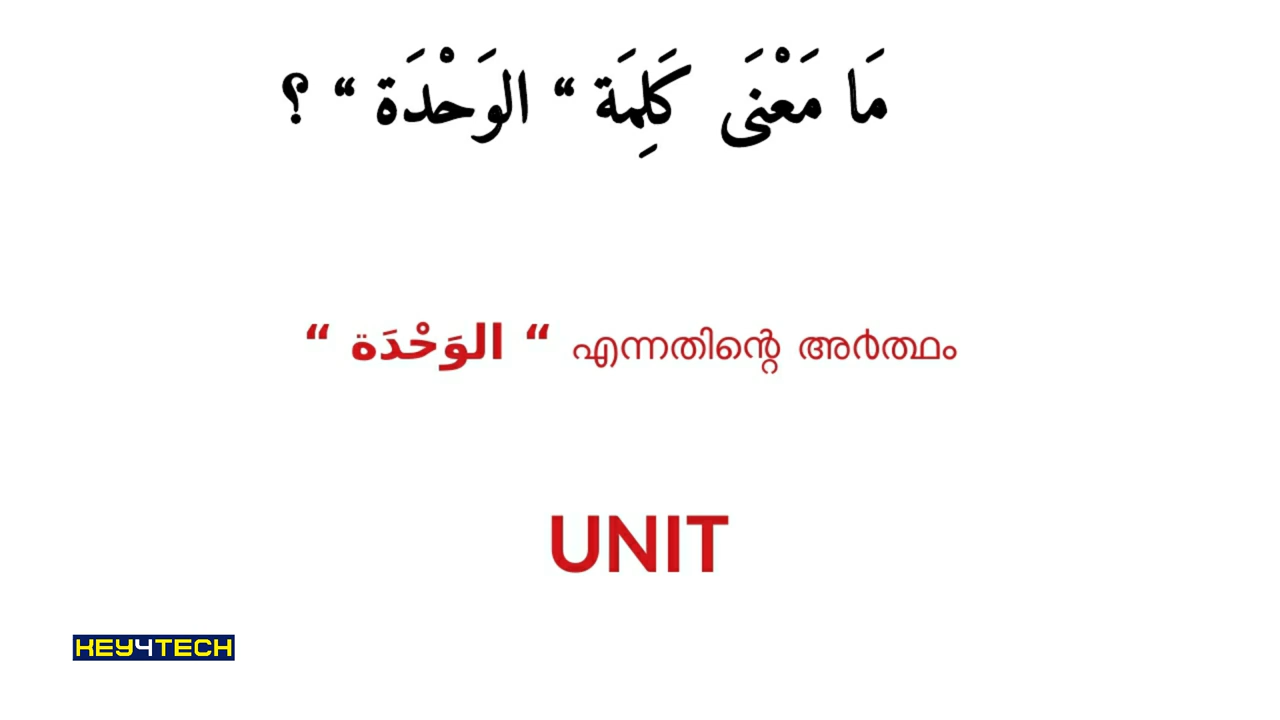 مَا مَعْنَى كَلِمَة “ الوَحْدَة “ ؟
“ الوَحْدَة “ എന്നതിന്റെ അർത്ഥം
UNIT
KEY4TECH